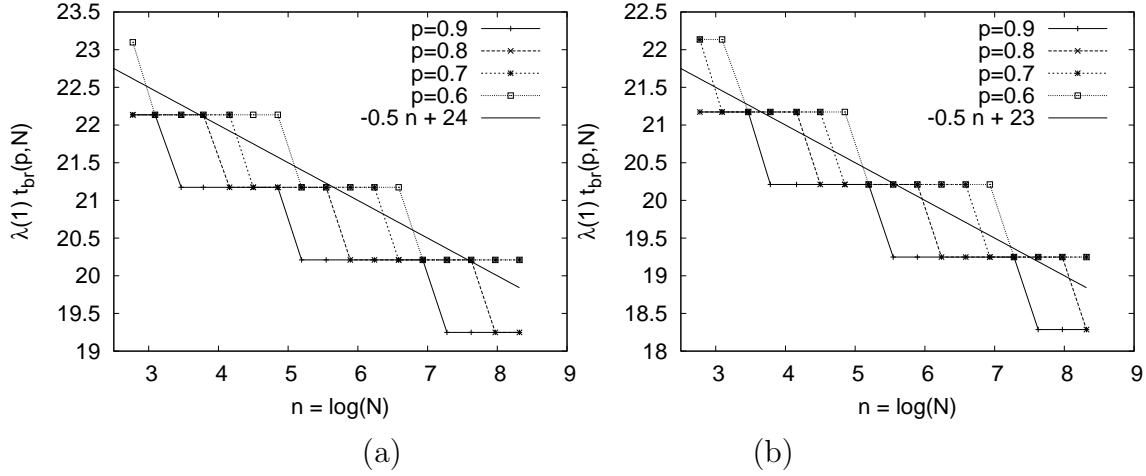 23.5
23
22.5
22
21.5
21
20.5
20
19.5
19
λ(1) t_br(p,N)
p=0.9
p=0.8
p=0.7
p=0.6
-0.5 n + 24
3 4 5 6 7 8 9
n = log(N)
(a)
22.5
22
21.5
21
20.5
20
19.5
19
18.5
18
λ(1) t_br(p,N)
p=0.9
p=0.8
p=0.7
p=0.6
-0.5 n + 23
3 4 5 6 7 8 9
n = log(N)
(b)